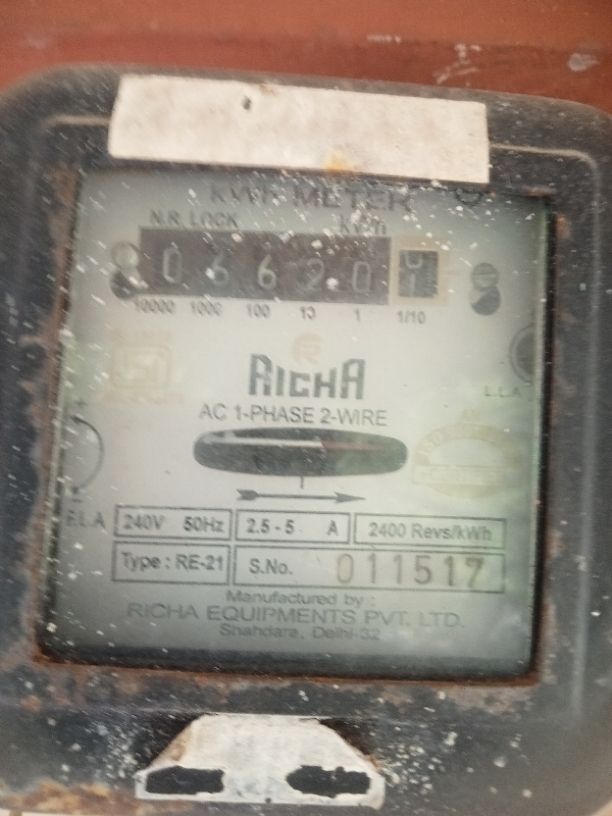 KWh METER
N.R. LOCK kWh
0 6 6 2 0
10000 1000 100 10 1 1/10
RICHA
L.L.A
AC 1-PHASE 2-WIRE
F.L.A
240V 50Hz 2.5 - 5 A 2400 Revs/kWh
Type : RE-21 S.No. 011517
Manufactured by :
RICHA EQUIPMENTS PVT. LTD.
Shahdara, Delhi-32